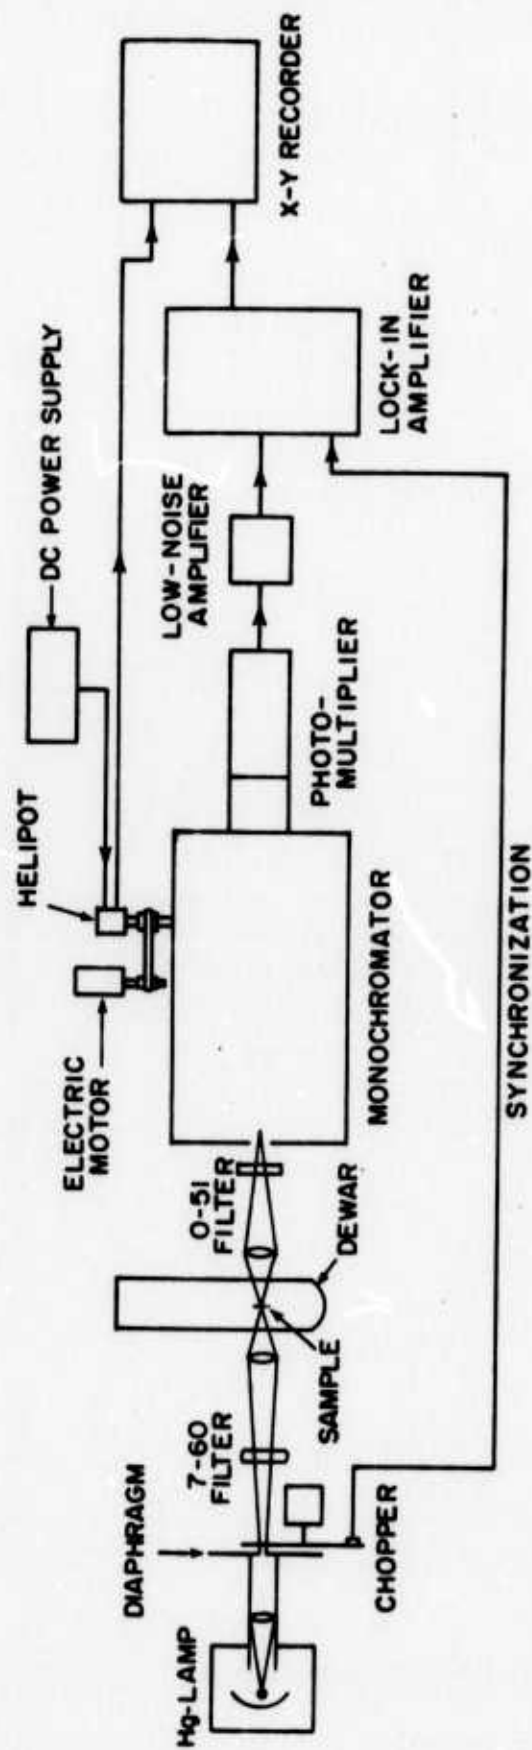 Hg-LAMP
DIAPHRAGM
CHOPPER
7-60
FILTER
SAMPLE
DEWAR
0-51
FILTER
ELECTRIC
MOTOR
HELIPOT
DC POWER SUPPLY
MONOCHROMATOR
PHOTO-
MULTIPLIER
LOW-NOISE
AMPLIFIER
LOCK-IN
AMPLIFIER
X-Y RECORDER
SYNCHRONIZATION